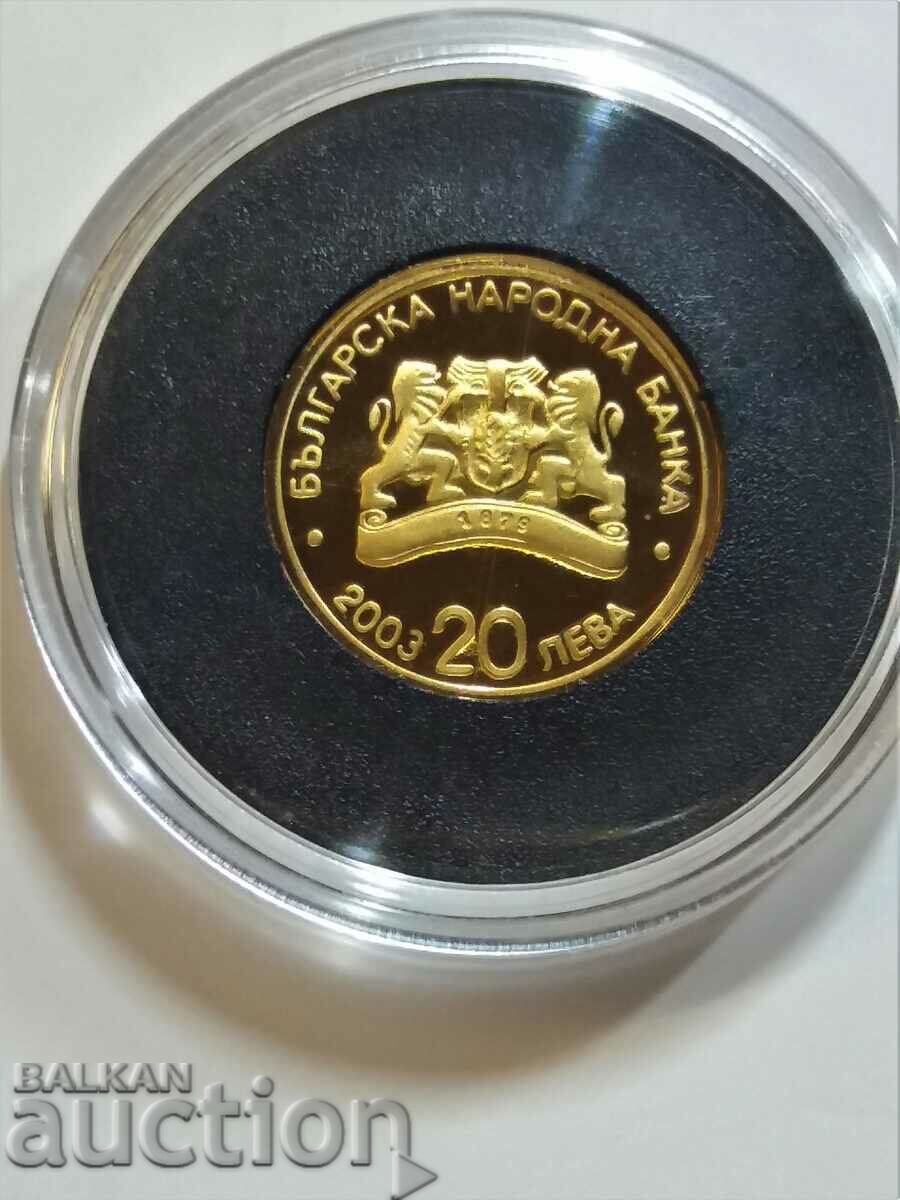 БЪЛГАРСКА НАРОДНА БАНКА
1879
2003 20 ЛЕВА
BALKAN
auction